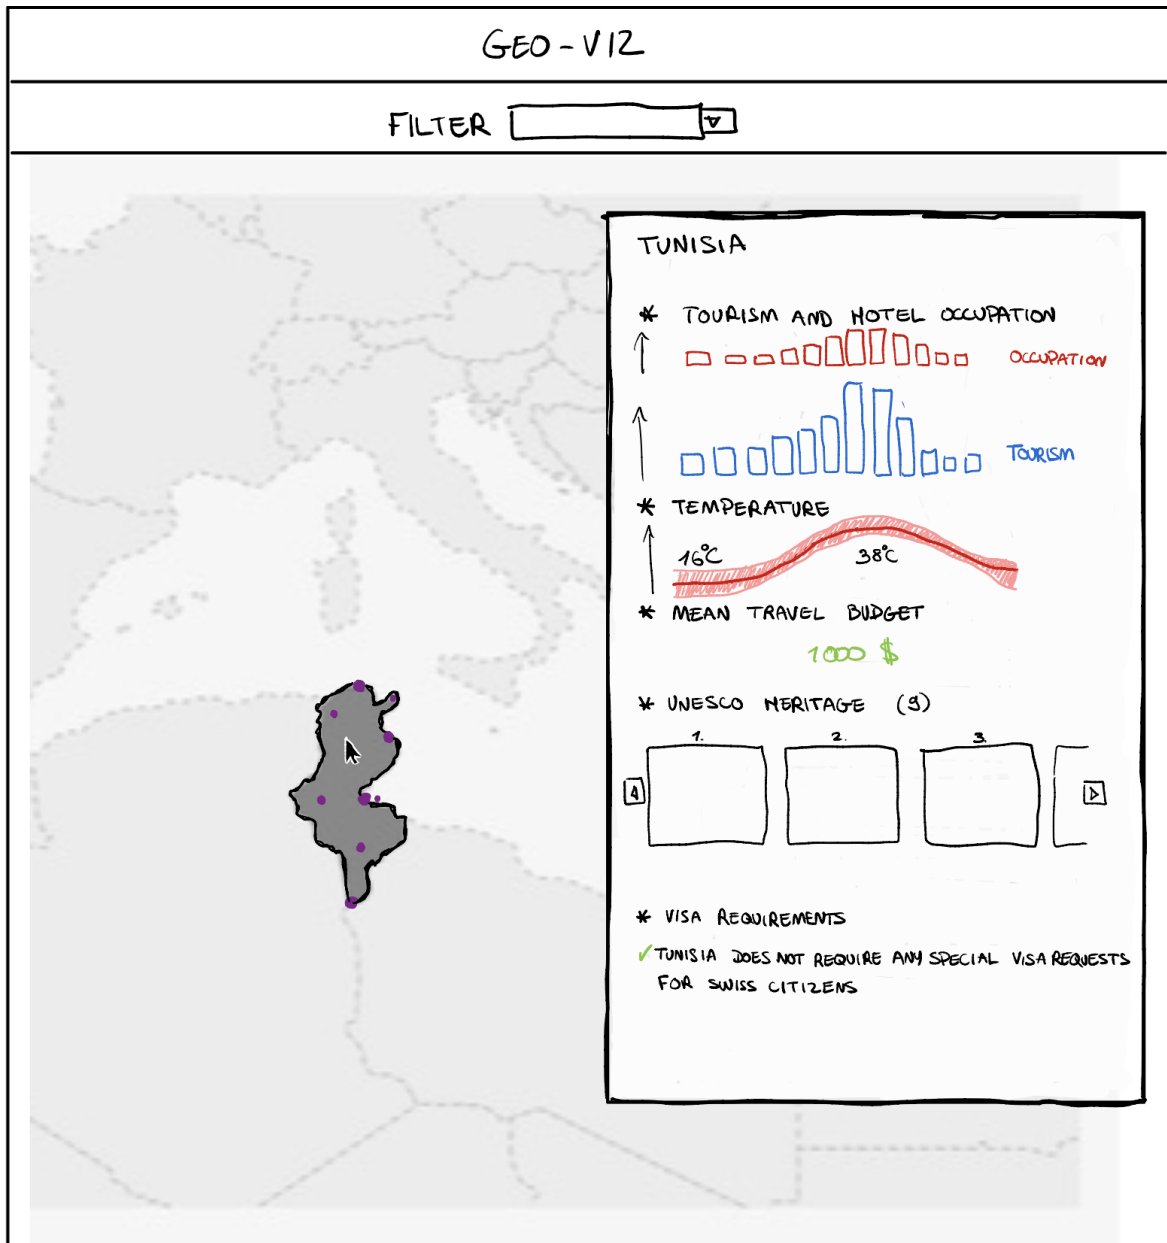 GEO-VIZ
FILTER
TUNISIA
* TOURISM AND HOTEL OCCUPATION
OCCUPATION
TOURISM
* TEMPERATURE
16°C
38°C
* MEAN TRAVEL BUDGET
1000 $
* UNESCO HERITAGE (9)
1.
2.
3.
* VISA REQUIREMENTS
✓ TUNISIA DOES NOT REQUIRE ANY SPECIAL VISA REQUESTS
FOR SWISS CITIZENS